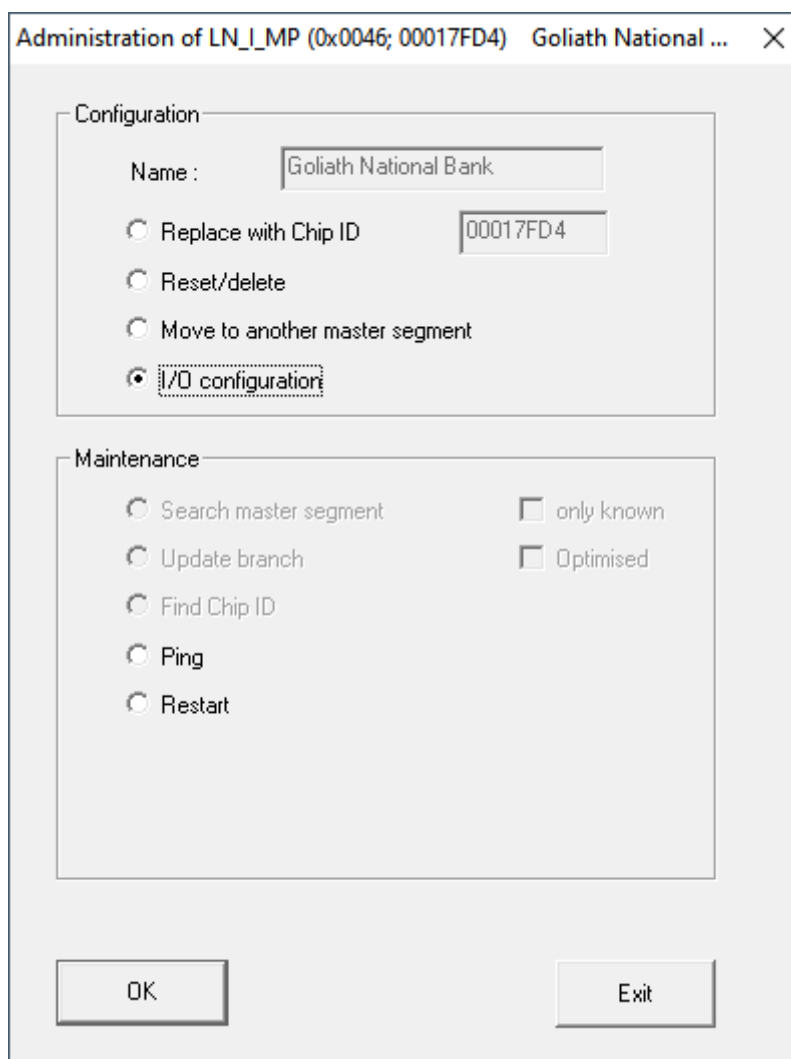 Administration of LN_I_MP (0x0046; 00017FD4) Goliath National ...
Configuration
Name : Goliath National Bank
Replace with Chip ID 00017FD4
Reset/delete
Move to another master segment
I/O configuration
Maintenance
Search master segment only known
Update branch Optimised
Find Chip ID
Ping
Restart
OK Exit